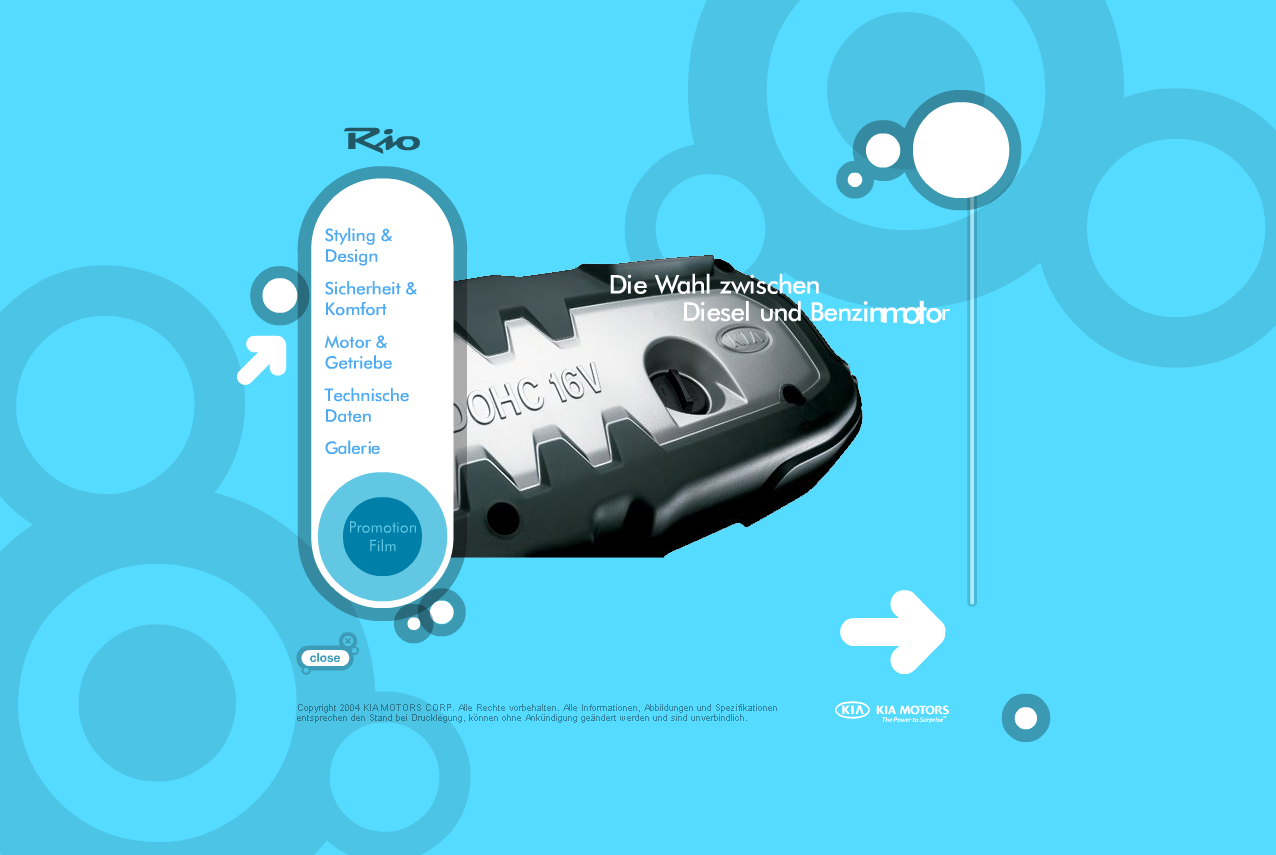 Rio
Styling &
Design
Sicherheit &
Komfort
Motor &
Getriebe
Technische
Daten
Galerie
Promotion
Film
Die Wahl zwischen
Diesel und Benzinmotor
KIA
DOHC 16V
close
Copyright 2004 KIA MOTORS CORP. Alle Rechte vorbehalten. Alle Informationen, Abbildungen und Spezifikationen
entsprechen den Stand bei Drucklegung, können ohne Ankündigung geändert werden und sind unverbindlich.
KIA KIA MOTORS
The Power to Surprise™